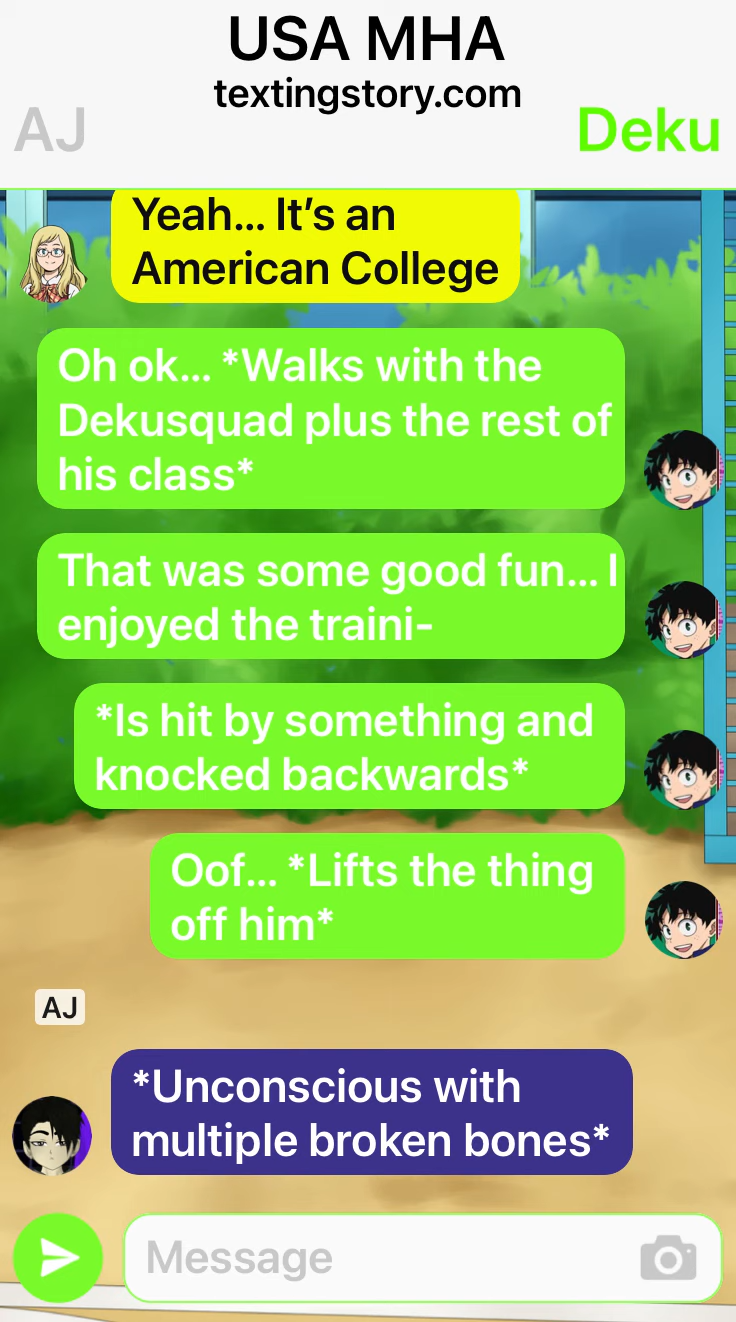 USA MHA
textingstory.com
AJ
Deku
Yeah... It’s an
American College
Oh ok... *Walks with the
Dekusquad plus the rest of
his class*
That was some good fun... I
enjoyed the traini-
*Is hit by something and
knocked backwards*
Oof... *Lifts the thing
off him*
AJ
*Unconscious with
multiple broken bones*
Message